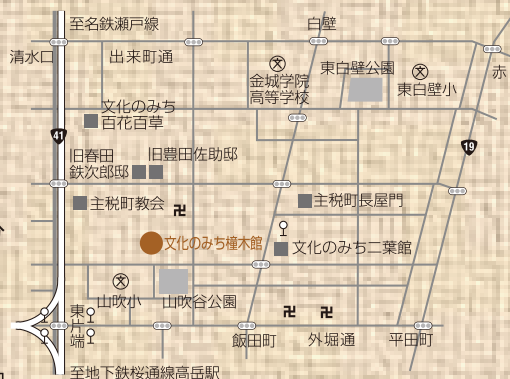 至名鉄瀬戸線
白壁
清水口
出来町通
文
金城学院
高等学校
東白壁公園
文
東白壁小
赤
文化のみち
百花百草
41
旧春田
鉄次郎邸
旧豊田佐助邸
19
主税町教会
卍
主税町長屋門
文化のみち橦木館
文化のみち二葉館
文
山吹小
山吹谷公園
卍
卍
東片端
飯田町
外堀通
平田町
至地下鉄桜通線高岳駅